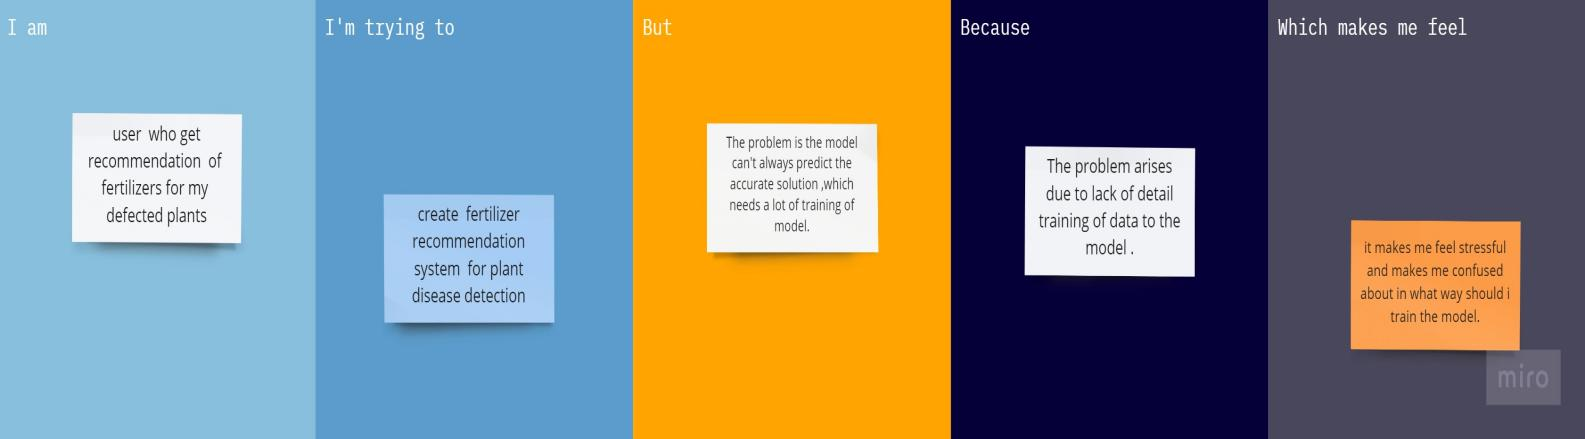 I am
user who get
recommendation of
fertilizers for my
defected plants
I'm trying to
create fertilizer
recommendation
system for plant
disease detection
But
The problem is the model
can't always predict the
accurate solution ,which
needs a lot of training of
model.
Because
The problem arises
due to lack of detail
training of data to the
model .
Which makes me feel
it makes me feel stressful
and makes me confused
about in what way should i
train the model.
miro